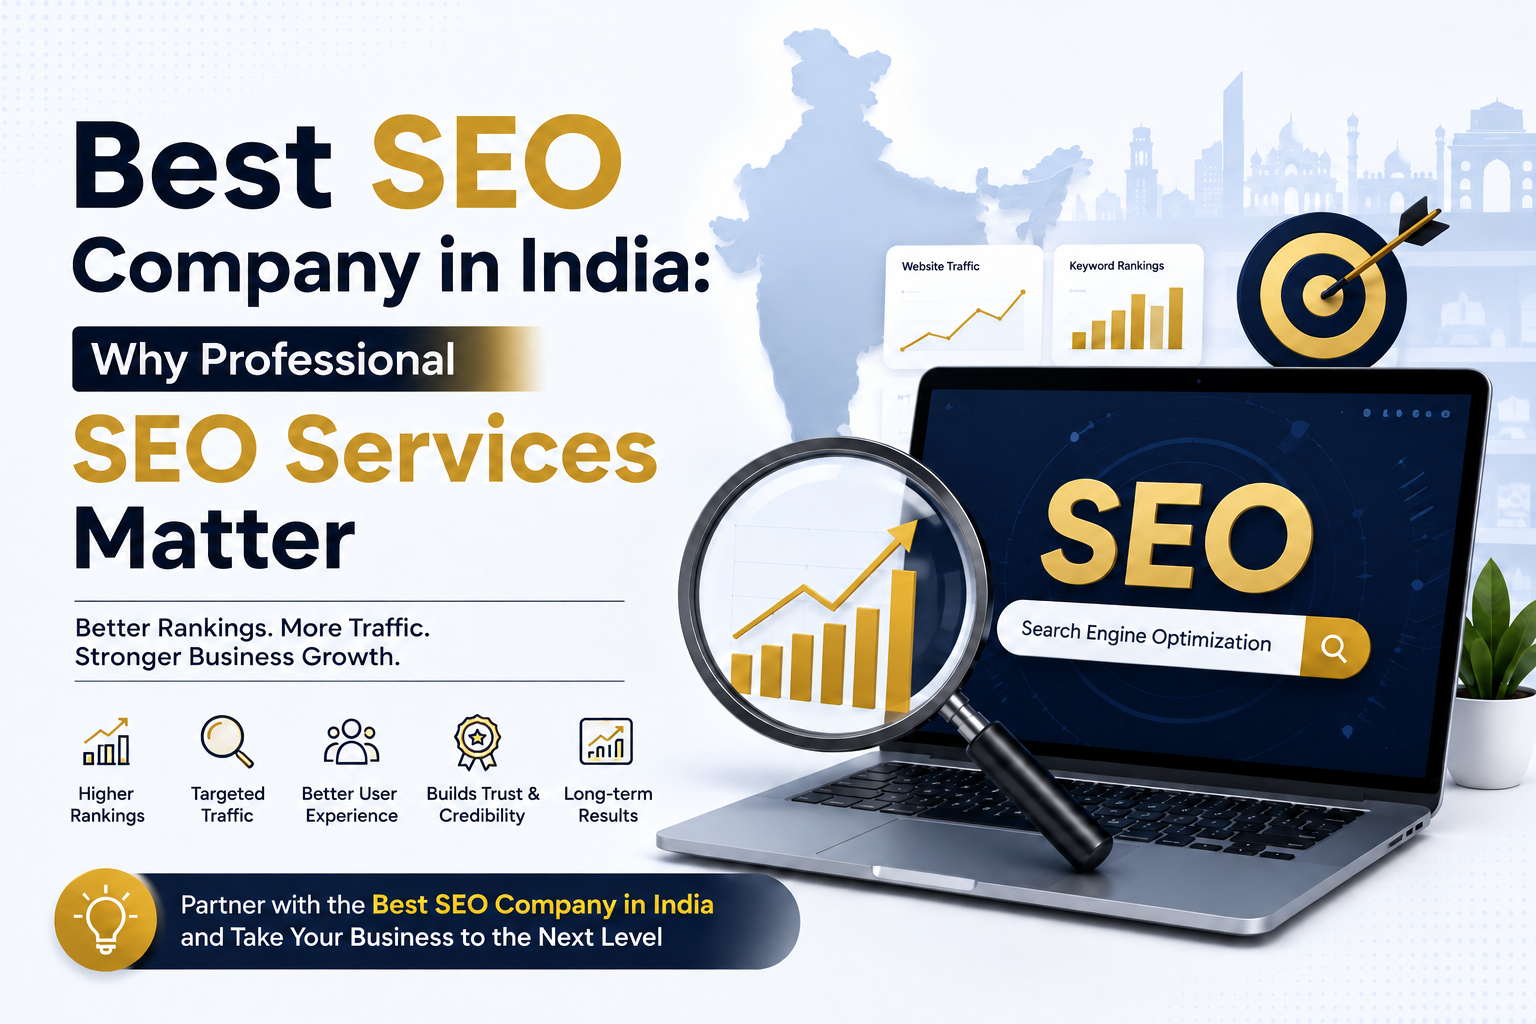 Best SEO
Company in India:
Why Professional
SEO Services
Matter
Better Rankings. More Traffic.
Stronger Business Growth.
Higher
Rankings
Targeted
Traffic
Better User
Experience
Builds Trust &
Credibility
Long-term
Results
Partner with the Best SEO Company in India
and Take Your Business to the Next Level
Website Traffic
Keyword Rankings
SEO
Search Engine Optimization